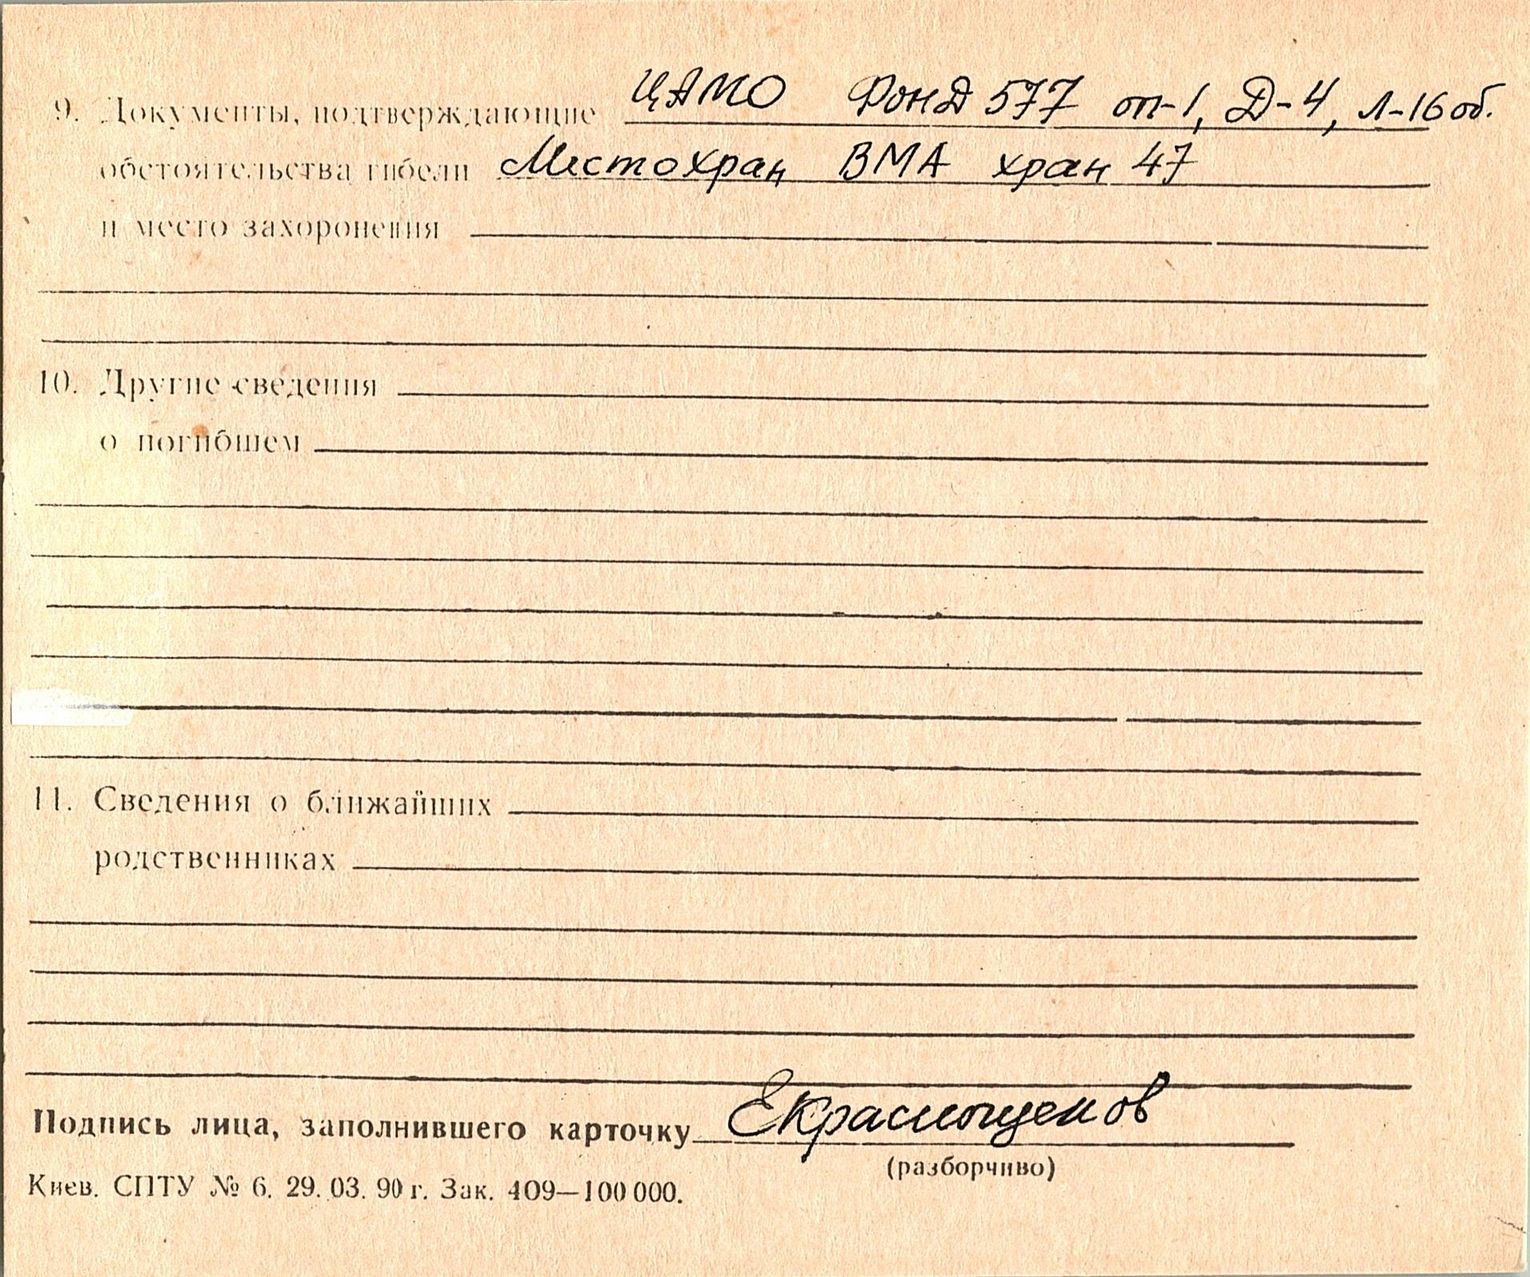 9. Документы, подтверждающие ЦАМО Фонд 577 оп-1, Д-4, л-16 об.
обстоятельства гибели Местохран ВМА хран 47
и место захоронения
10. Другие сведения
о погибшем
11. Сведения о ближайших
родственниках
Подпись лица, заполнившего карточку
(разборчиво)
Киев. СПТУ № 6. 29. 03. 90 г. Зак. 409—100 000.